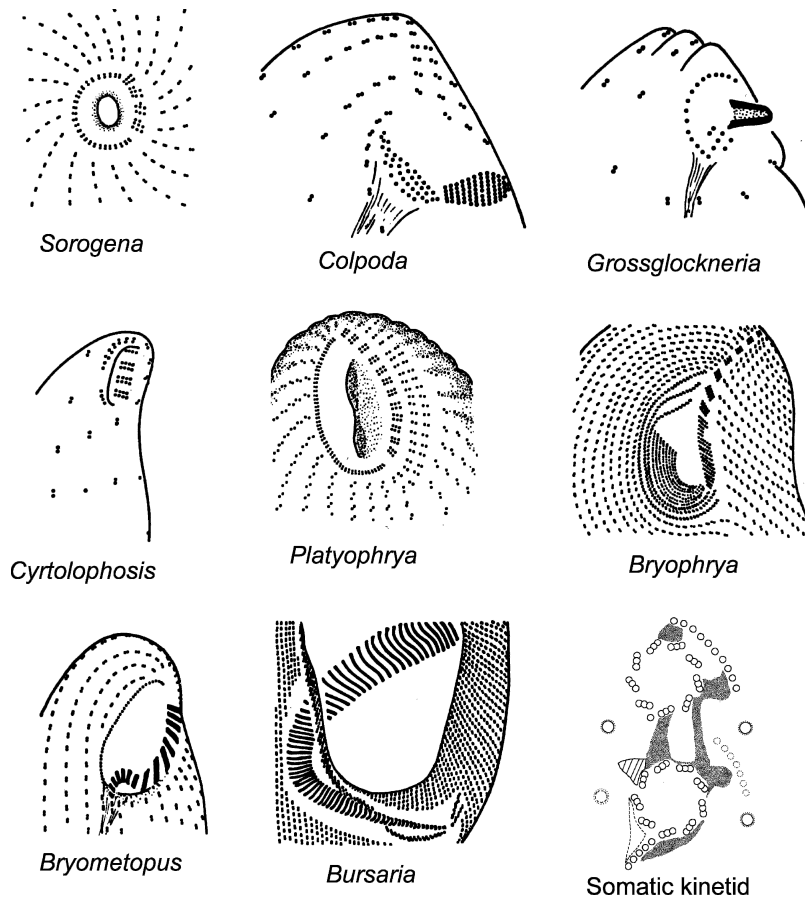 Sorogena
Colpoda
Grossglockneria
Cyrtolophosis
Platyophrya
Bryophrya
Bryometopus
Bursaria
Somatic kinetid